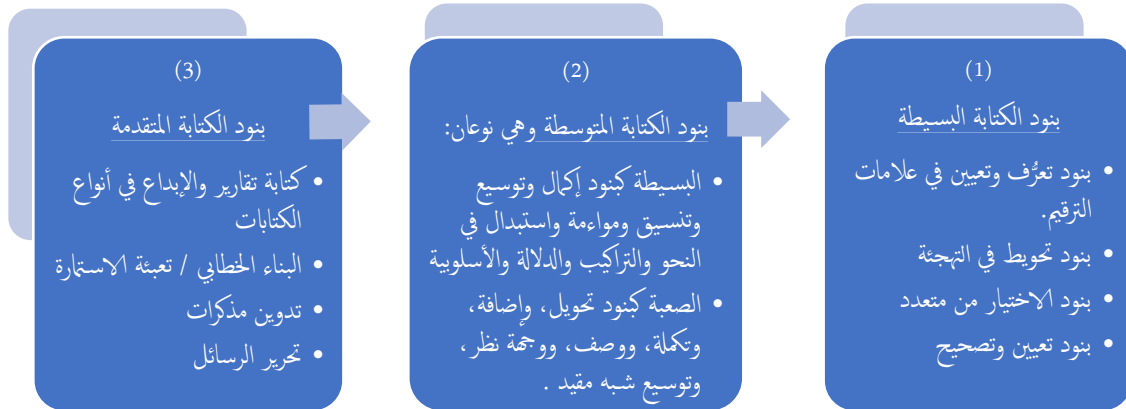 (1)
بنود الكتابة البسيطة
• بنود تعرُّف وتعيين في علامات
الترقيم.
• بنود تحويط في التهجئة
• بنود الاختيار من متعدد
• بنود تعيين وتصحيح
(2)
بنود الكتابة المتوسطة وهي نوعان:
• البسيطة كبنود إكمال وتوسيع
وتنسيق ومواءمة واستبدال في
النحو والتراكيب والدلالة والأسلوبية
• الصعبة كبنود تحويل، وإضافة،
وتكملة، ووصف، ووجهة نظر،
وتوسيع شبه مقيد .
(3)
بنود الكتابة المتقدمة
• كتابة تقارير والإبداع في أنواع
الكتابات
• البناء الخطابي / تعبئة الاستمارة
• تدوين مذكرات
• تحرير الرسائل